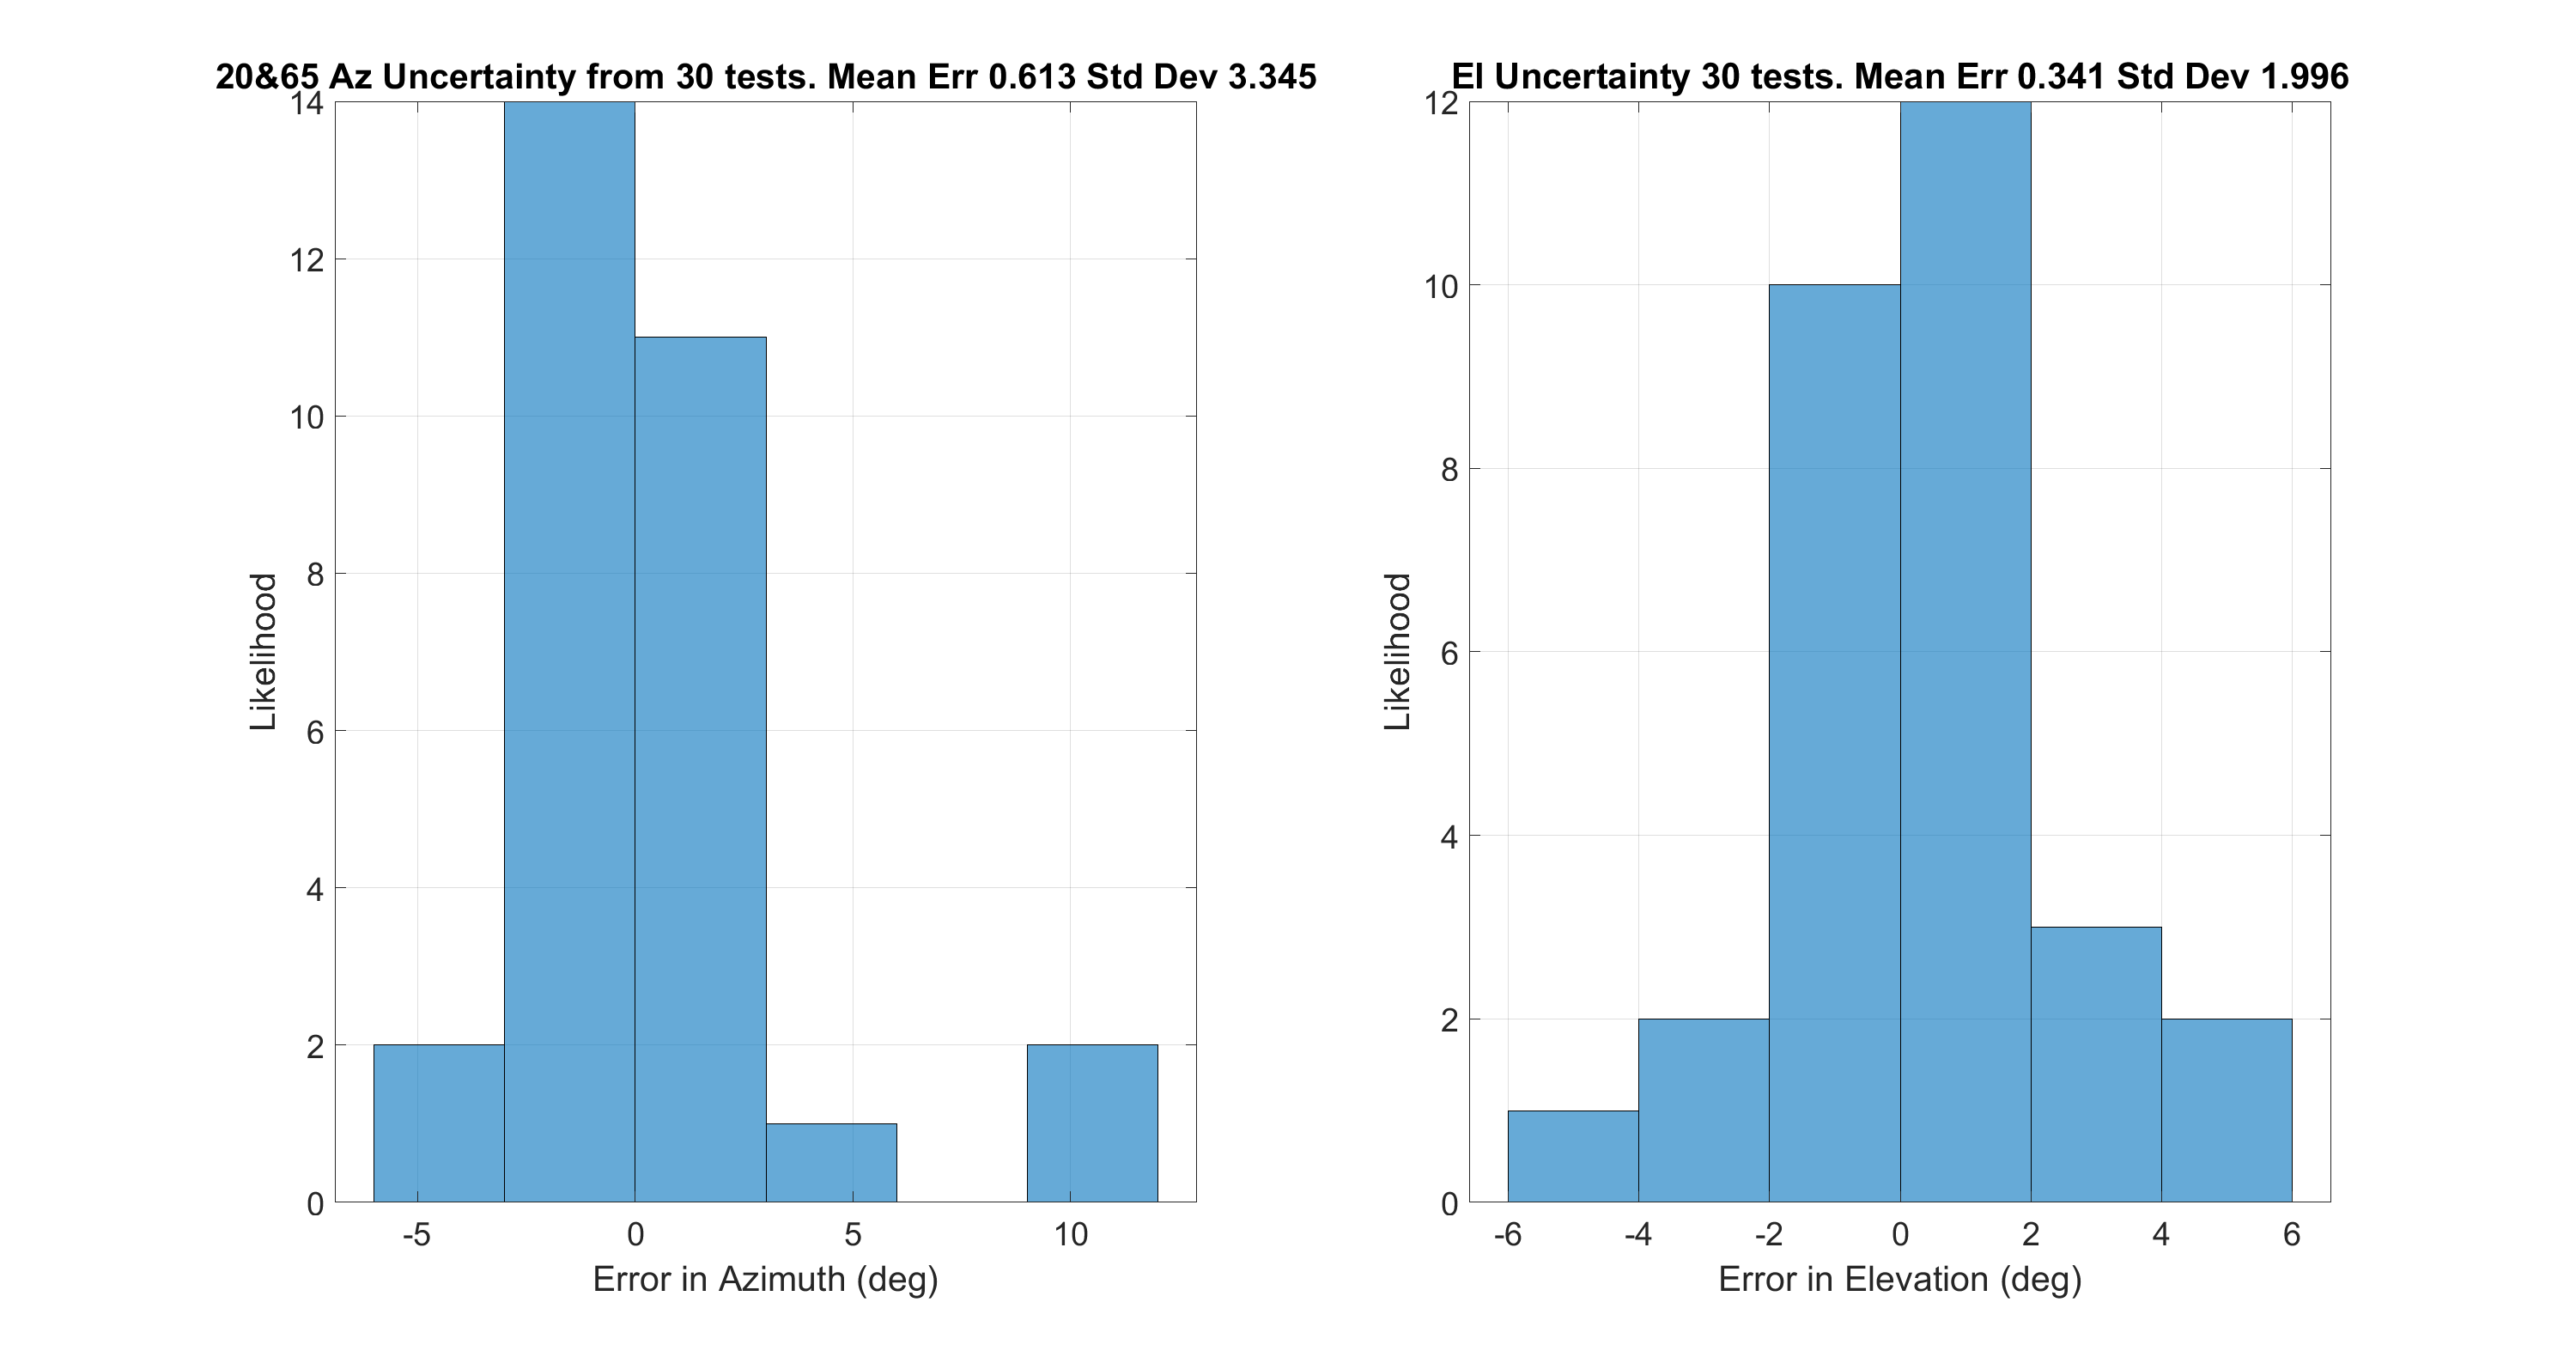 20&65 Az Uncertainty from 30 tests. Mean Err 0.613 Std Dev 3.345
14
12
10
8
6
4
2
0
Likelihood
-5 0 5 10
Error in Azimuth (deg)
El Uncertainty 30 tests. Mean Err 0.341 Std Dev 1.996
12
10
8
6
4
2
0
Likelihood
-6 -4 -2 0 2 4 6
Error in Elevation (deg)